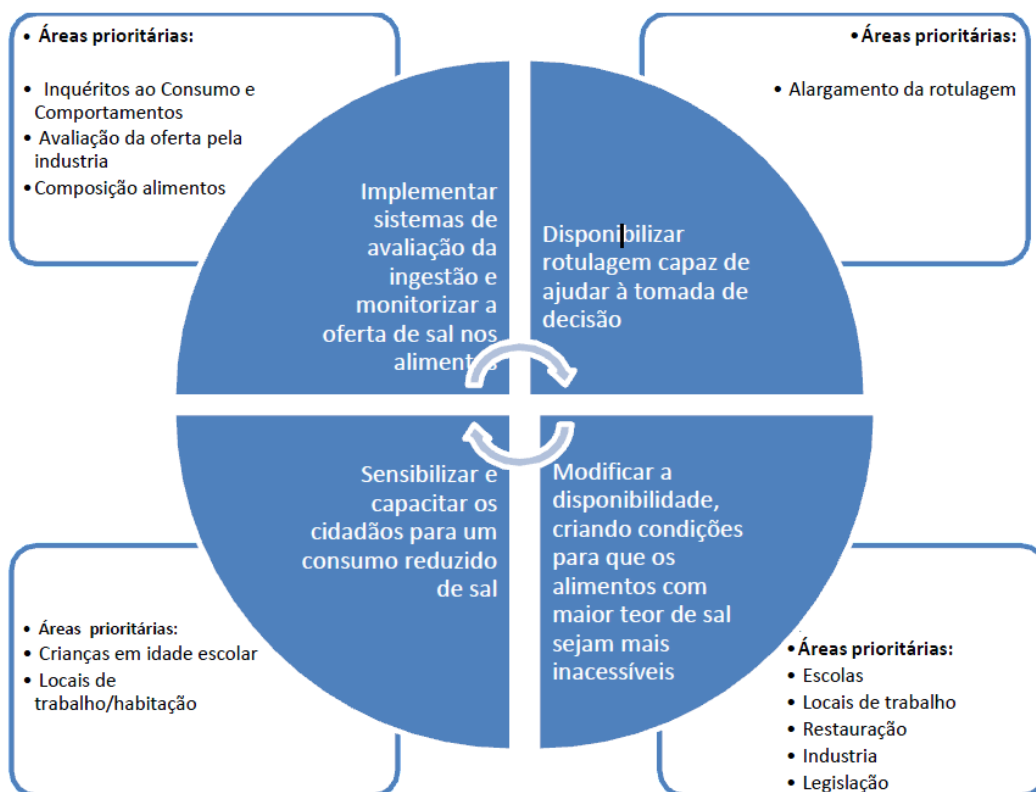 • Áreas prioritárias:
• Inquéritos ao Consumo e
Comportamentos
• Avaliação da oferta pela
industria
• Composição alimentos
• Áreas prioritárias:
• Alargamento da rotulagem
Implementar
sistemas de
avaliação da
ingestão e
monitorizar a
oferta de sal nos
alimentos
Disponibilizar
rotulagem capaz de
ajudar à tomada de
decisão
Sensibilizar e
capacitar os
cidadãos para um
consumo reduzido
de sal
Modificar a
disponibilidade,
criando condições
para que os
alimentos com
maior teor de sal
sejam mais
inacessíveis
• Áreas prioritárias:
• Crianças em idade escolar
• Locais de
trabalho/habitação
• Áreas prioritárias:
• Escolas
• Locais de trabalho
• Restauração
• Industria
• Legislação